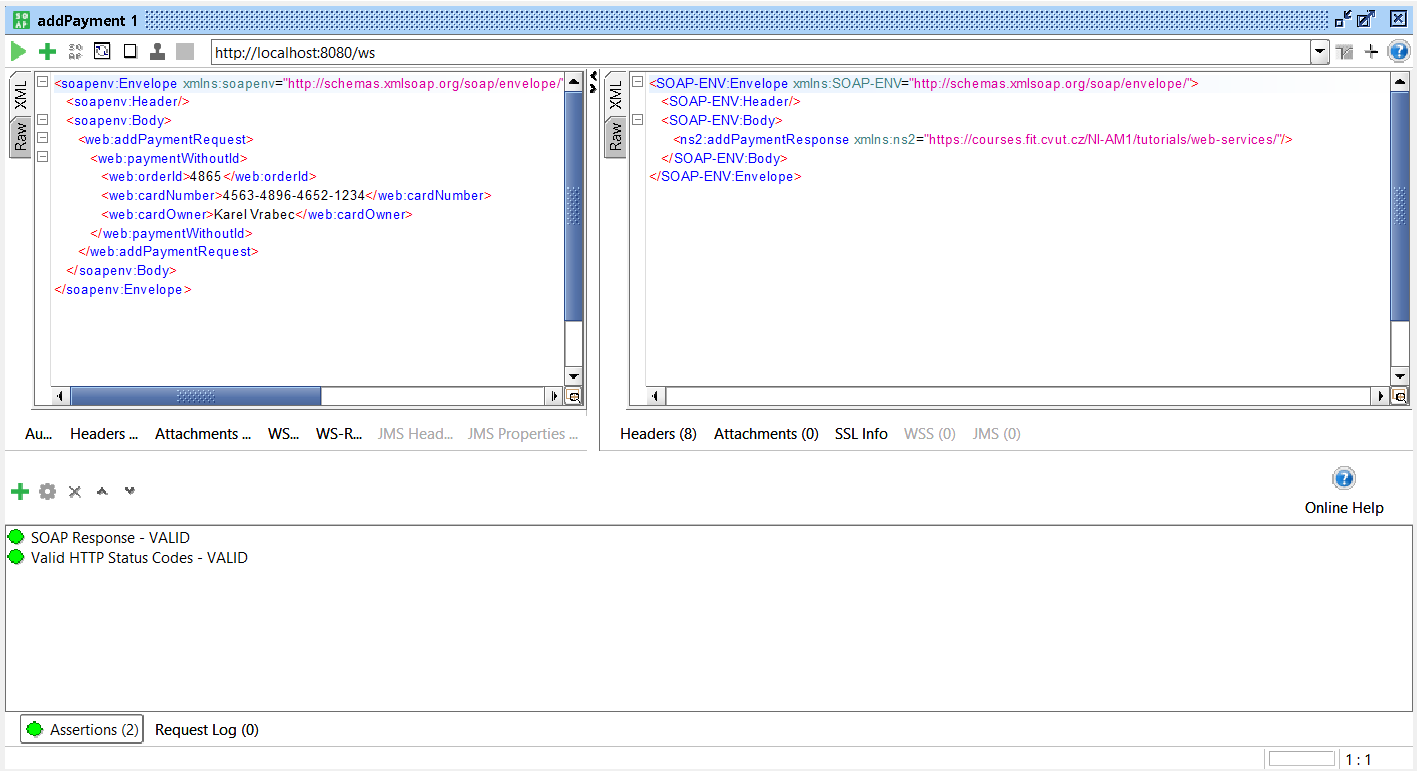 SO AP addPayment 1
SO AP http://localhost:8080/ws
XML
Raw
<soapenv:Envelope xmlns:soapenv="http://schemas.xmlsoap.org/soap/envelope/"
<soapenv:Header/>
<soapenv:Body>
<web:addPaymentRequest>
<web:paymentWithoutId>
<web:orderId>4865</web:orderId>
<web:cardNumber>4563-4896-4652-1234</web:cardNumber>
<web:cardOwner>Karel Vrabec</web:cardOwner>
</web:paymentWithoutId>
</web:addPaymentRequest>
</soapenv:Body>
</soapenv:Envelope>
XML
Raw
<SOAP-ENV:Envelope xmlns:SOAP-ENV="http://schemas.xmlsoap.org/soap/envelope/">
<SOAP-ENV:Header/>
<SOAP-ENV:Body>
<ns2:addPaymentResponse xmlns:ns2="https://courses.fit.cvut.cz/NI-AM1/tutorials/web-services/"/>
</SOAP-ENV:Body>
</SOAP-ENV:Envelope>
Au... Headers ... Attachments ... WS... WS-R... JMS Head... JMS Properties ...
Headers (8) Attachments (0) SSL Info WSS (0) JMS (0)
Online Help
SOAP Response - VALID
Valid HTTP Status Codes - VALID
Assertions (2) Request Log (0)
1 : 1